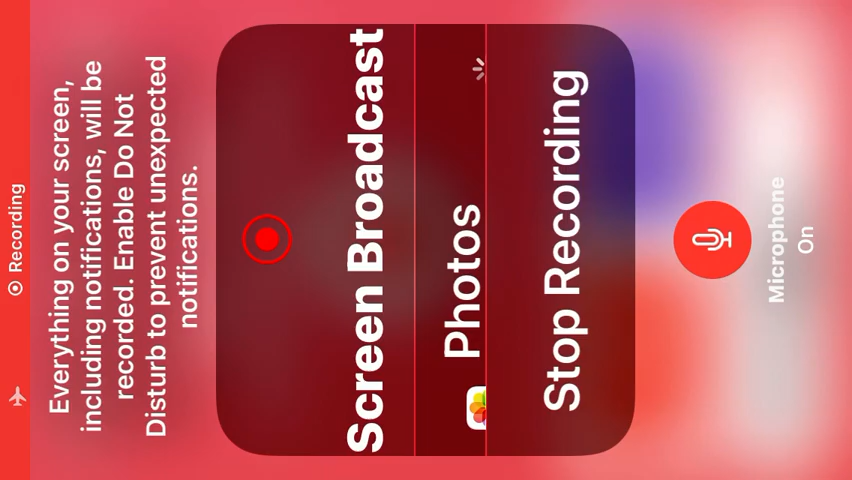 Recording
Everything on your screen,
including notifications, will be
recorded. Enable Do Not
Disturb to prevent unexpected
notifications.
Screen Broadcast
Photos
Stop Recording
Microphone
On